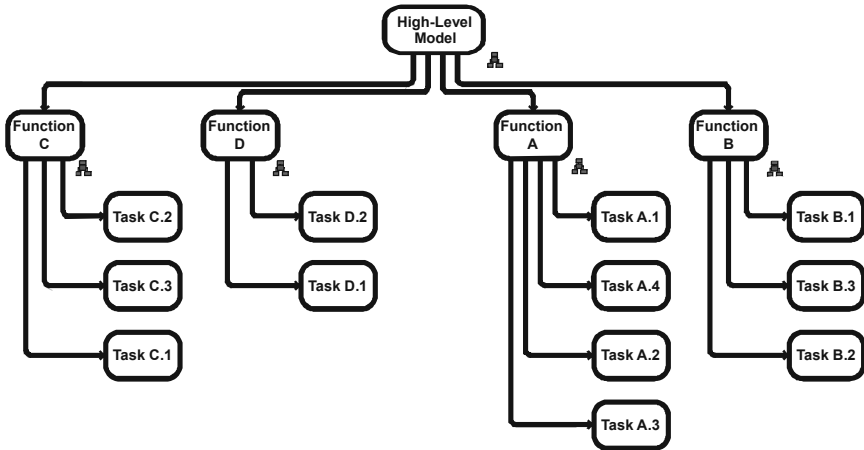 High-Level
Model
Function
C
Function
D
Function
A
Function
B
Task C.2
Task D.2
Task A.1
Task B.1
Task C.3
Task D.1
Task A.4
Task B.3
Task C.1
Task A.2
Task B.2
Task A.3